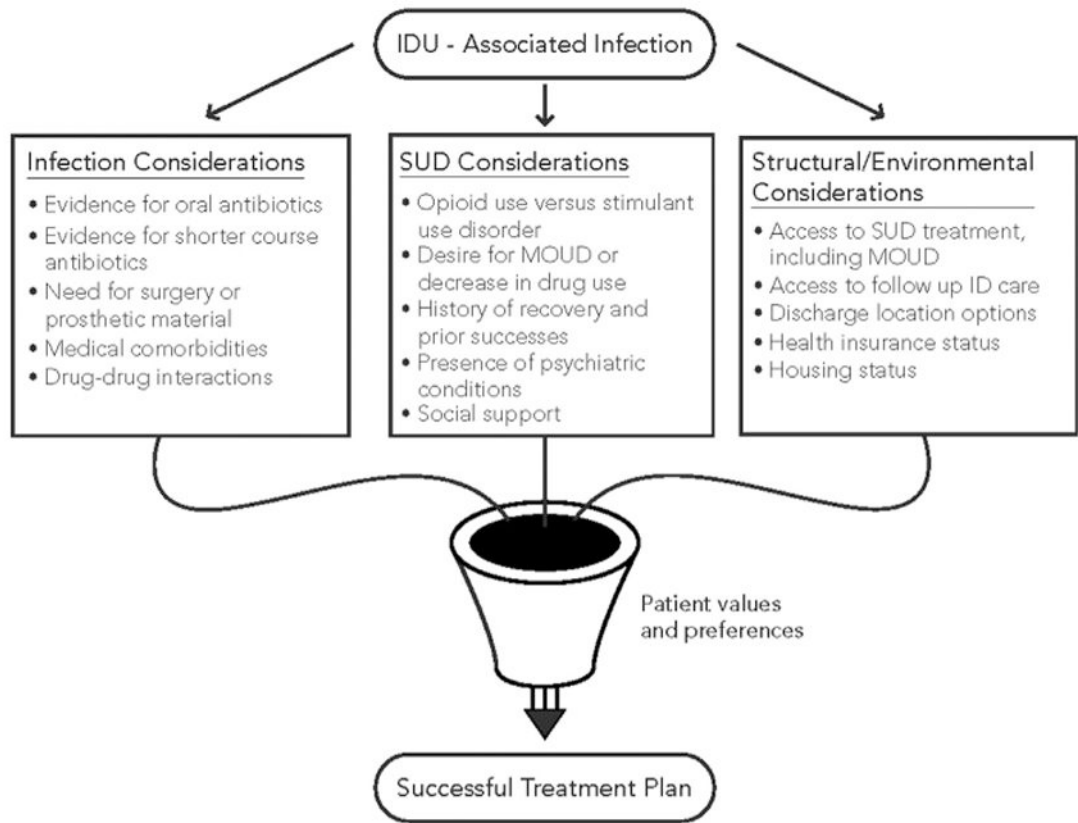 IDU - Associated Infection
Infection Considerations
• Evidence for oral antibiotics
• Evidence for shorter course
antibiotics
• Need for surgery or
prosthetic material
• Medical comorbidities
• Drug-drug interactions
SUD Considerations
• Opioid use versus stimulant
use disorder
• Desire for MOUD or
decrease in drug use
• History of recovery and
prior successes
• Presence of psychiatric
conditions
• Social support
Structural/Environmental
Considerations
• Access to SUD treatment,
including MOUD
• Access to follow up ID care
• Discharge location options
• Health insurance status
• Housing status
Patient values
and preferences
Successful Treatment Plan